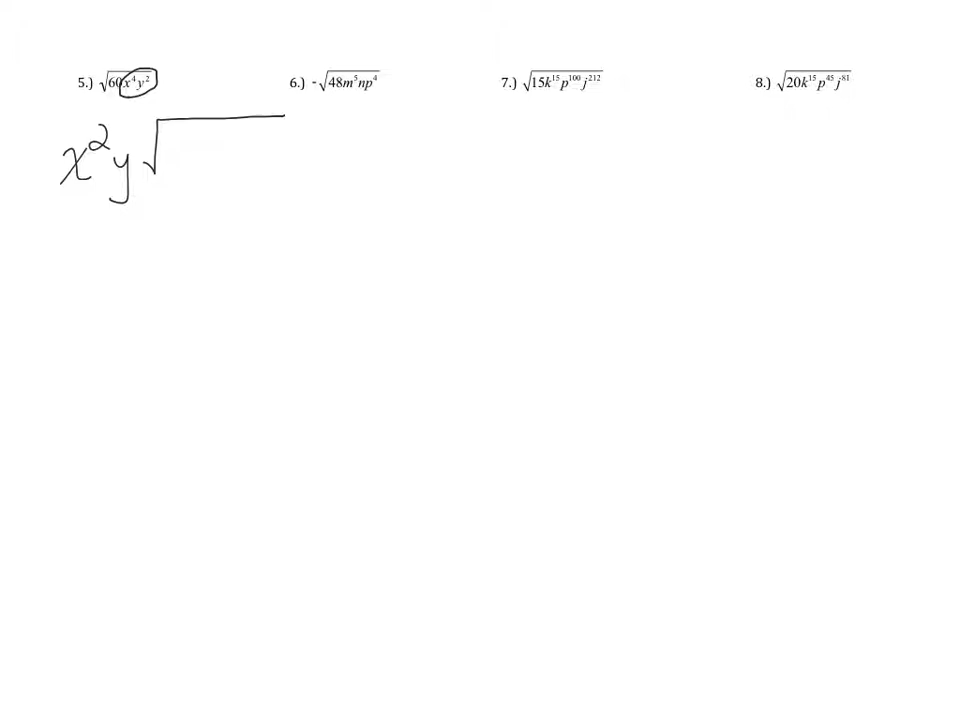 5.) √60x⁴y² 6.) -√48m⁵np⁴ 7.) √15k¹⁵p¹⁰⁰j²¹² 8.) √20k¹⁵p⁴⁵j⁸¹
x²y√